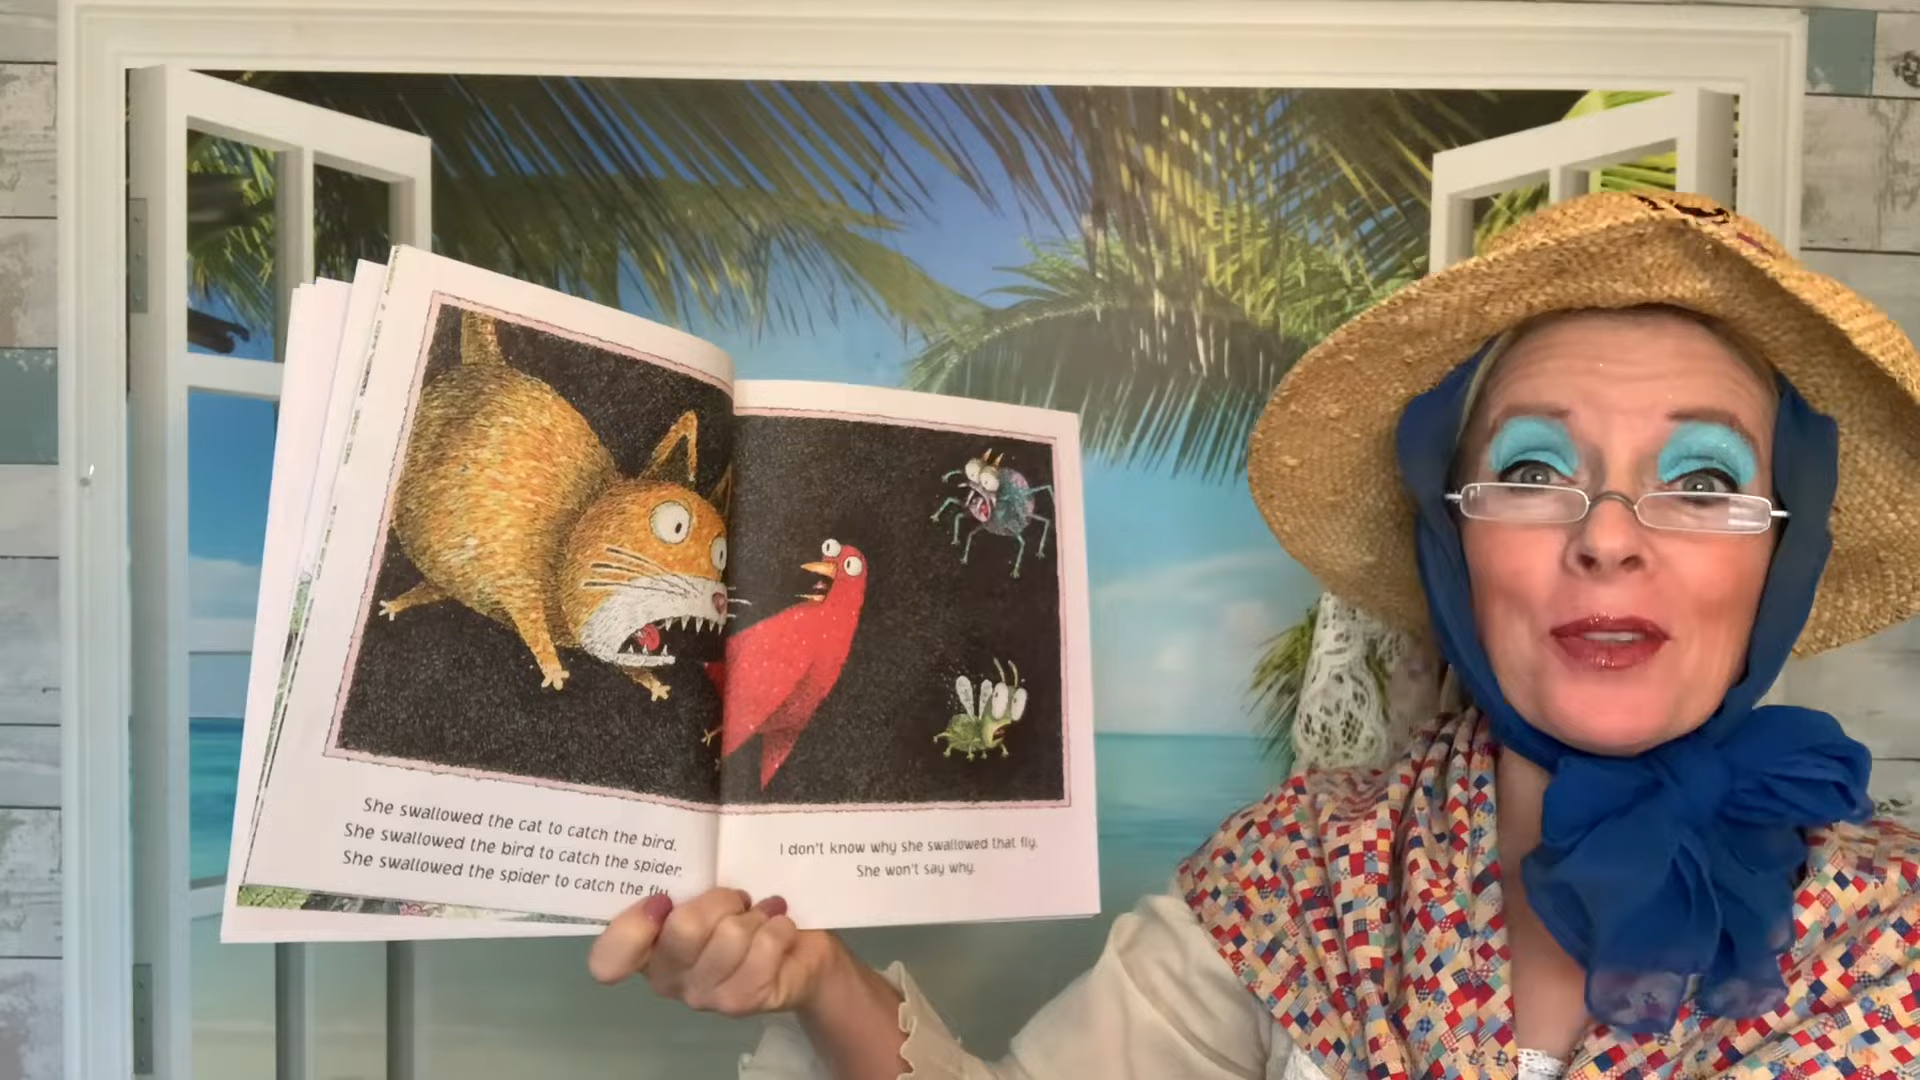 She swallowed the cat to catch the bird.
She swallowed the bird to catch the spider.
She swallowed the spider to catch the fly.
I don't know why she swallowed that fly.
She won't say why.